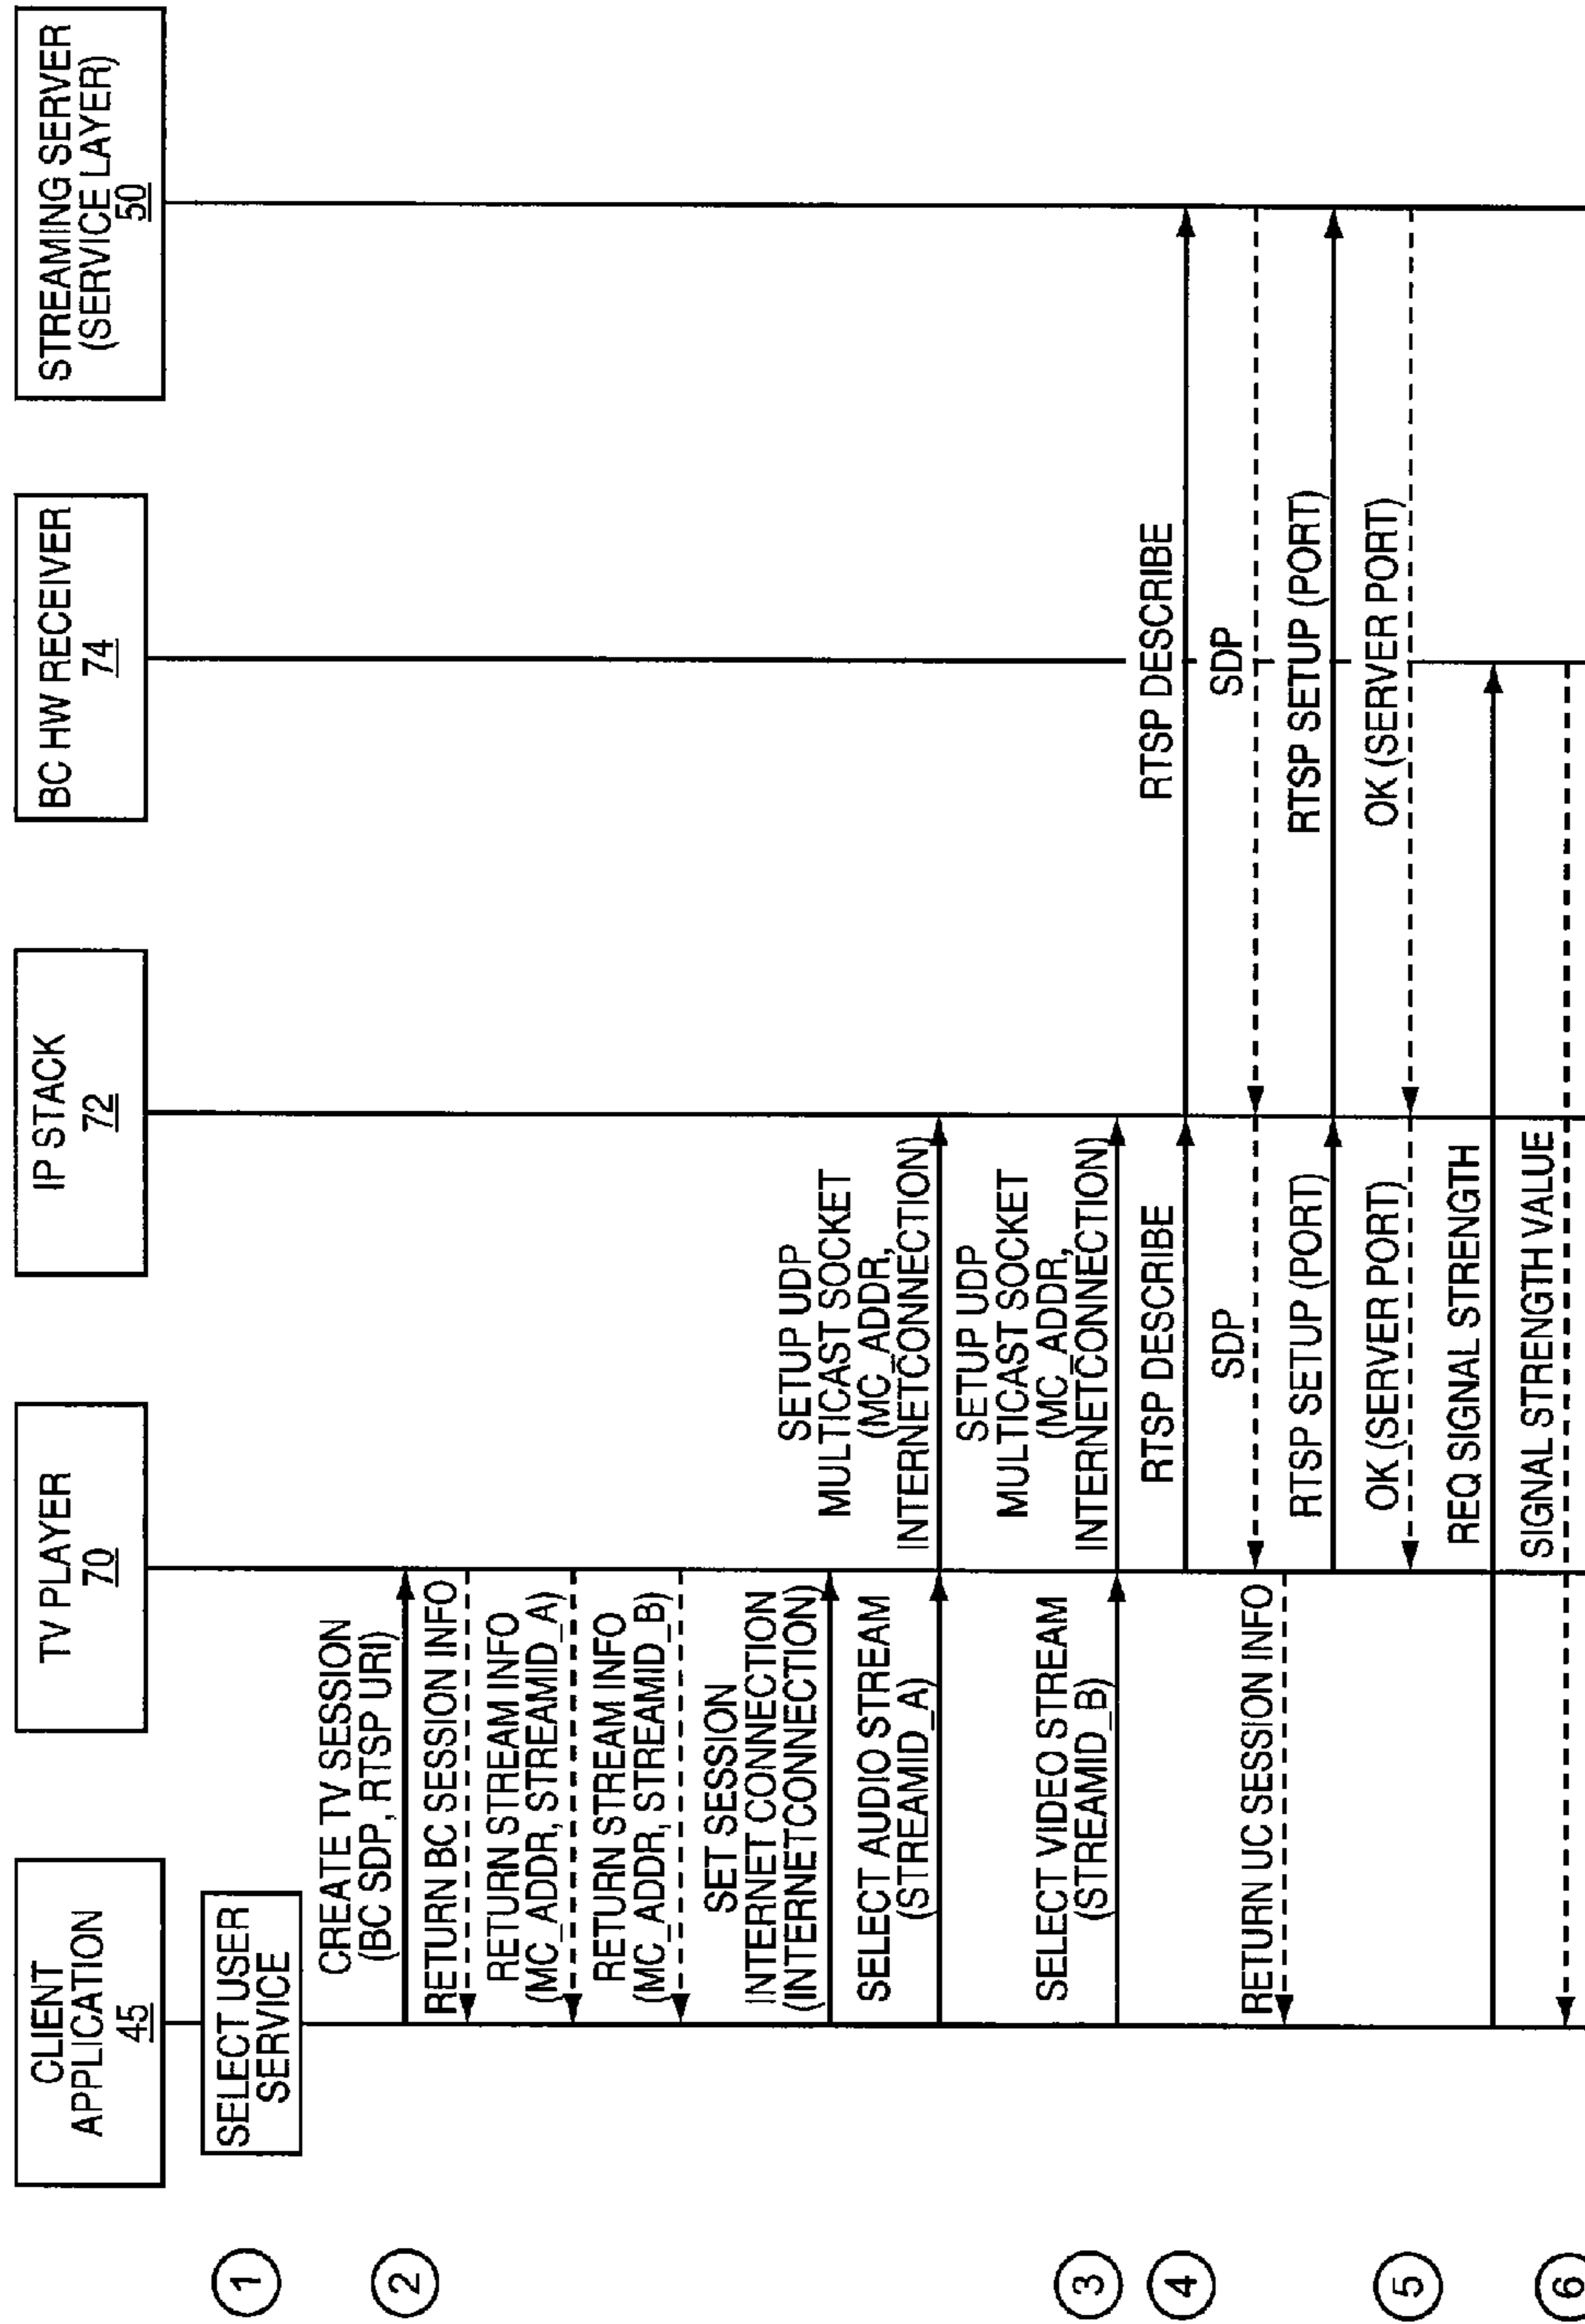 CLIENT
APPLICATION
45
TV PLAYER
70
IP STACK
72
BC HW RECEIVER
74
STREAMING SERVER
(SERVICE LAYER)
50
1
SELECT USER
SERVICE
2
CREATE TV SESSION
(BC SDP, RTSP URI)
RETURN BC SESSION INFO
RETURN STREAM INFO
(MC_ADDR, STREAMID_A)
RETURN STREAM INFO
(MC_ADDR, STREAMID_B)
SET SESSION
INTERNET CONNECTION
(INTERNETCONNECTION)
SELECT AUDIO STREAM
(STREAMID_A)
SETUP UDP
MULTICAST SOCKET
(MC_ADDR,
INTERNETCONNECTION)
3
SELECT VIDEO STREAM
(STREAMID_B)
SETUP UDP
MULTICAST SOCKET
(MC_ADDR,
INTERNETCONNECTION)
4
RTSP DESCRIBE
RTSP DESCRIBE
SDP
SDP
RETURN UC SESSION INFO
RTSP SETUP (PORT)
RTSP SETUP (PORT)
5
OK (SERVER PORT)
OK (SERVER PORT)
REQ SIGNAL STRENGTH
6
SIGNAL STRENGTH VALUE